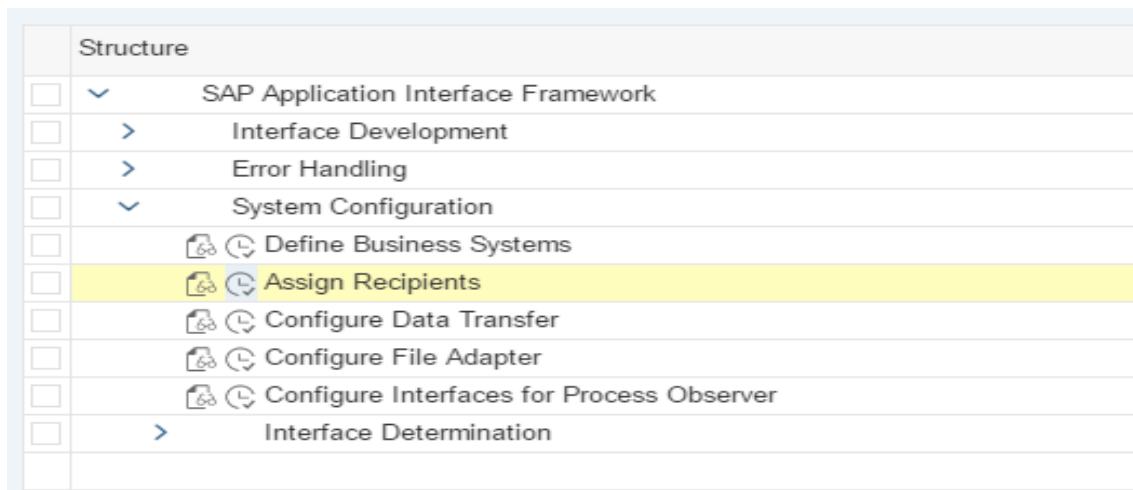 Structure
SAP Application Interface Framework
Interface Development
Error Handling
System Configuration
Define Business Systems
Assign Recipients
Configure Data Transfer
Configure File Adapter
Configure Interfaces for Process Observer
Interface Determination